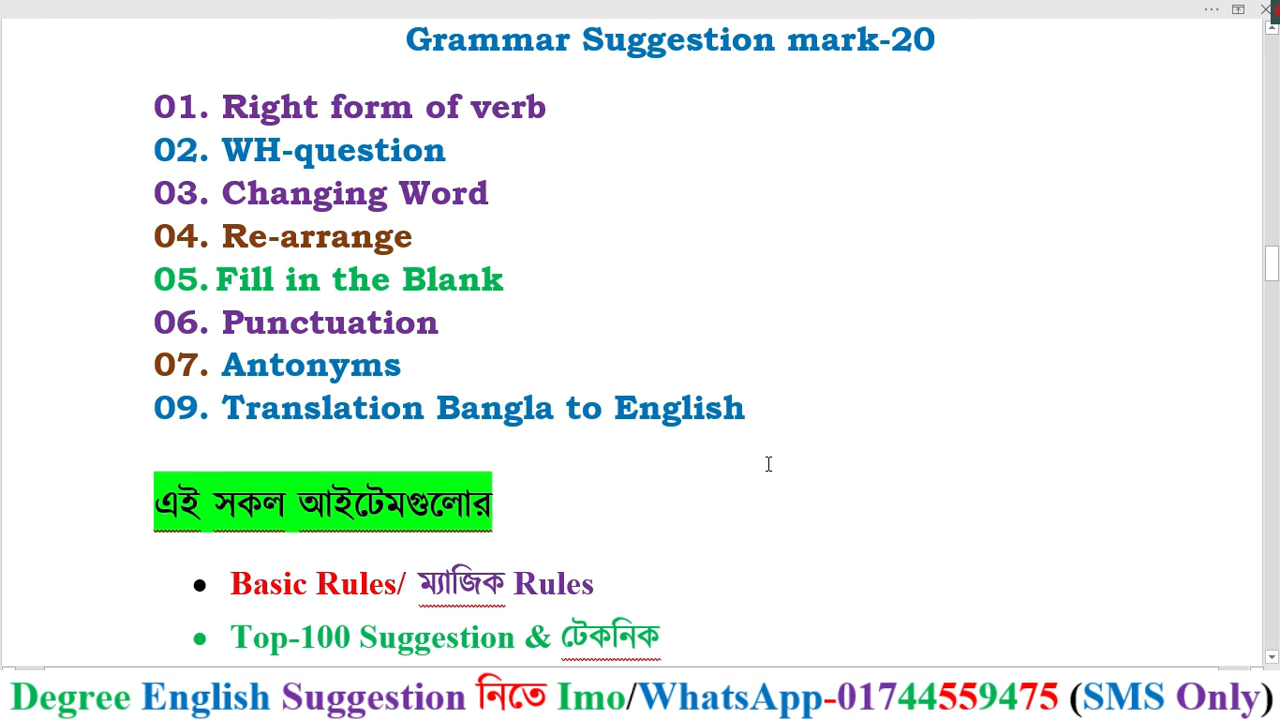 Grammar Suggestion mark-20
01. Right form of verb
02. WH-question
03. Changing Word
04. Re-arrange
05. Fill in the Blank
06. Punctuation
07. Antonyms
09. Translation Bangla to English
এই সকল আইটেমগুলোর
• Basic Rules/ ম্যাজিক Rules
• Top-100 Suggestion & টেকনিক
Degree English Suggestion নিতে Imo/WhatsApp-01744559475 (SMS Only)